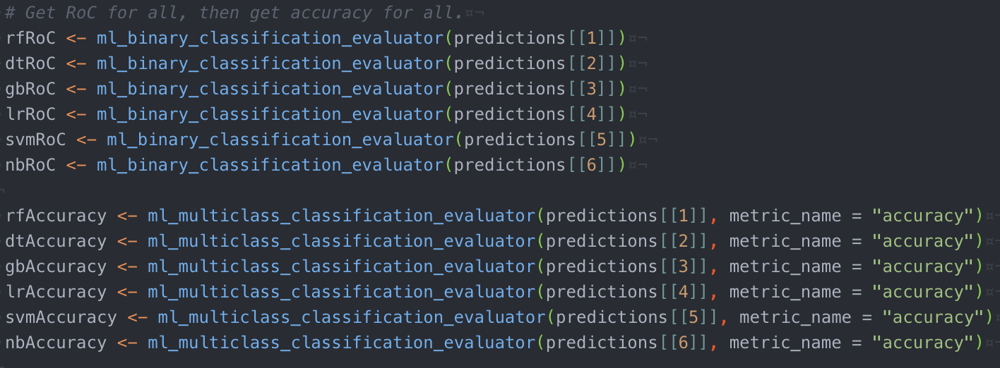 # Get RoC for all, then get accuracy for all.¤¬
rfRoC <- ml_binary_classification_evaluator(predictions[[1]])¤¬
dtRoC <- ml_binary_classification_evaluator(predictions[[2]])¤¬
gbRoC <- ml_binary_classification_evaluator(predictions[[3]])¤¬
lrRoC <- ml_binary_classification_evaluator(predictions[[4]])¤¬
svmRoC <- ml_binary_classification_evaluator(predictions[[5]])¤¬
nbRoC <- ml_binary_classification_evaluator(predictions[[6]])¤¬
¬
rfAccuracy <- ml_multiclass_classification_evaluator(predictions[[1]], metric_name = "accuracy")¤¬
dtAccuracy <- ml_multiclass_classification_evaluator(predictions[[2]], metric_name = "accuracy")¤¬
gbAccuracy <- ml_multiclass_classification_evaluator(predictions[[3]], metric_name = "accuracy")¤¬
lrAccuracy <- ml_multiclass_classification_evaluator(predictions[[4]], metric_name = "accuracy")¤¬
svmAccuracy <- ml_multiclass_classification_evaluator(predictions[[5]], metric_name = "accuracy")¤
nbAccuracy <- ml_multiclass_classification_evaluator(predictions[[6]], metric_name = "accuracy")¤¬